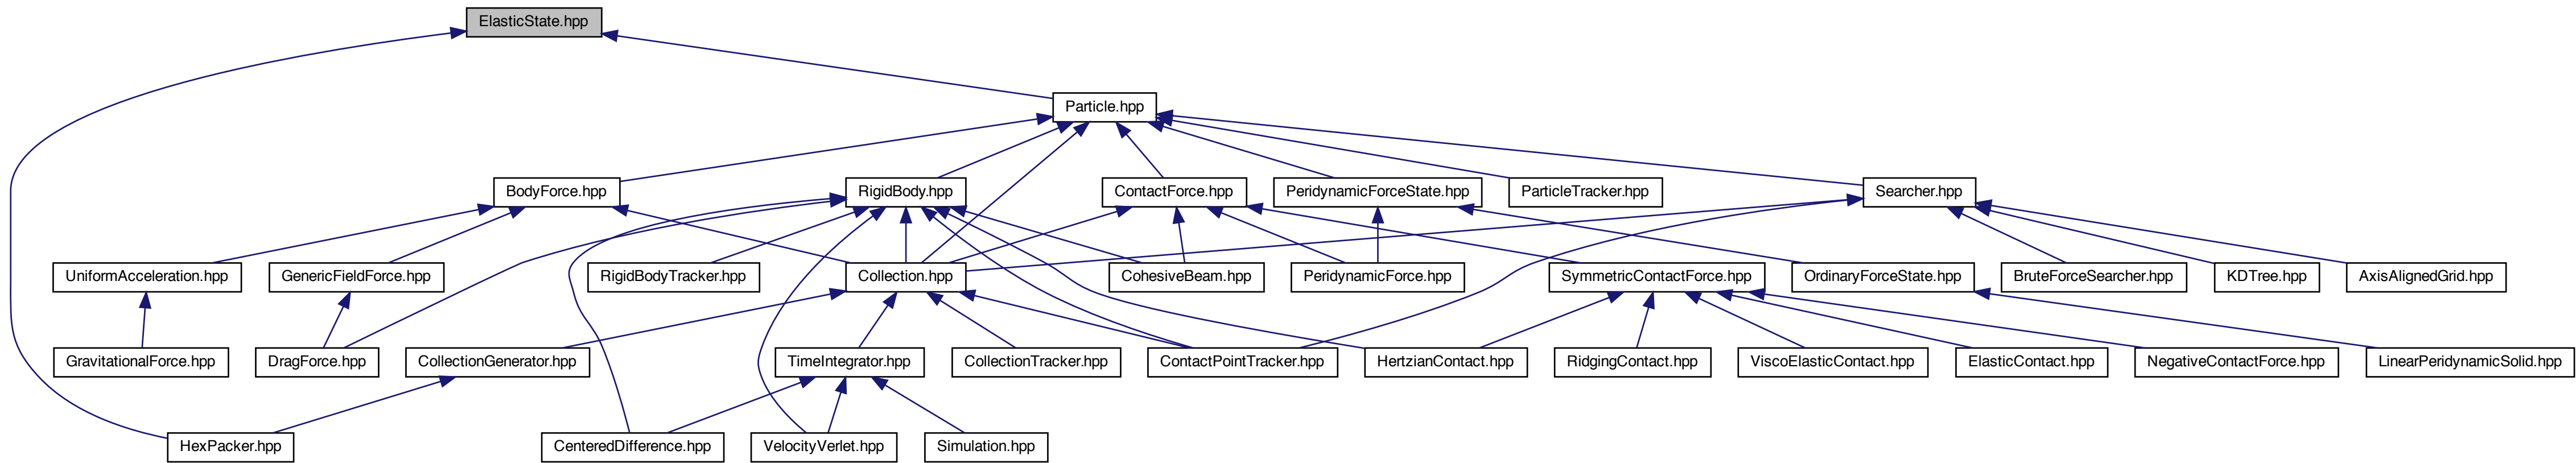 ElasticState.hpp
Particle.hpp
BodyForce.hpp
RigidBody.hpp
ContactForce.hpp
PeridynamicForceState.hpp
ParticleTracker.hpp
Searcher.hpp
UniformAcceleration.hpp
GenericFieldForce.hpp
RigidBodyTracker.hpp
Collection.hpp
CohesiveBeam.hpp
PeridynamicForce.hpp
SymmetricContactForce.hpp
OrdinaryForceState.hpp
BruteForceSearcher.hpp
KDTree.hpp
AxisAlignedGrid.hpp
GravitationalForce.hpp
DragForce.hpp
CollectionGenerator.hpp
TimeIntegrator.hpp
CollectionTracker.hpp
ContactPointTracker.hpp
HertzianContact.hpp
RidgingContact.hpp
ViscoElasticContact.hpp
ElasticContact.hpp
NegativeContactForce.hpp
LinearPeridynamicSolid.hpp
HexPacker.hpp
CenteredDifference.hpp
VelocityVerlet.hpp
Simulation.hpp